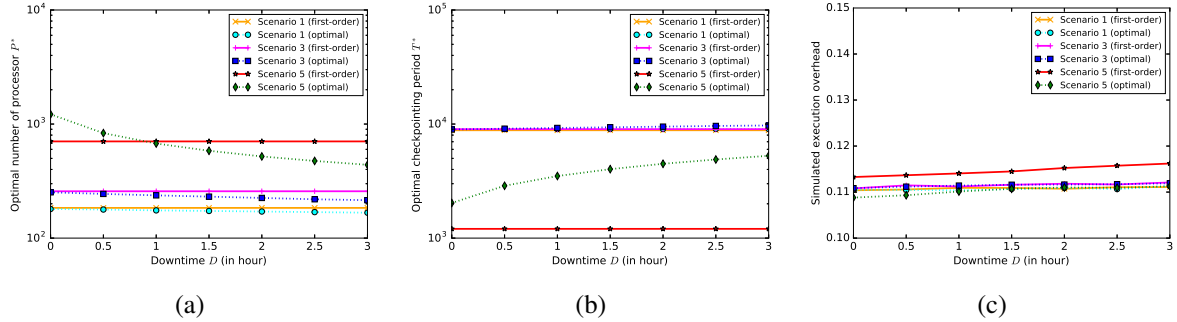 10^4
10^3
10^2
Optimal number of processor P*
0 0.5 1 1.5 2 2.5 3
Downtime D (in hour)
Scenario 1 (first-order)
Scenario 1 (optimal)
Scenario 3 (first-order)
Scenario 3 (optimal)
Scenario 5 (first-order)
Scenario 5 (optimal)
(a)
10^5
10^4
10^3
Optimal checkpointing period T*
0 0.5 1 1.5 2 2.5 3
Downtime D (in hour)
Scenario 1 (first-order)
Scenario 1 (optimal)
Scenario 3 (first-order)
Scenario 3 (optimal)
Scenario 5 (first-order)
Scenario 5 (optimal)
(b)
0.15
0.14
0.13
0.12
0.11
0.10
Simulated execution overhead
0 0.5 1 1.5 2 2.5 3
Downtime D (in hour)
Scenario 1 (first-order)
Scenario 1 (optimal)
Scenario 3 (first-order)
Scenario 3 (optimal)
Scenario 5 (first-order)
Scenario 5 (optimal)
(c)